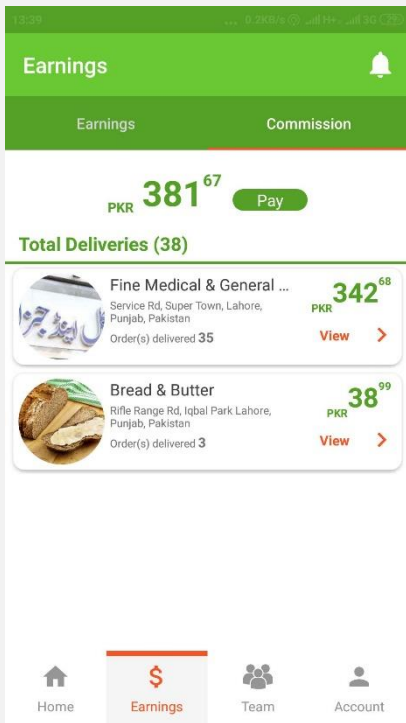 13:39 ... 0.3KB/s H+ 3G
Earnings
Earnings Commission
PKR 381 67 Pay
Total Deliveries (38)
Fine Medical & General ...
Service Rd, Super Town, Lahore,
Punjab, Pakistan
Order(s) delivered 35
PKR 342 68
View
Bread & Butter
Rifle Range Rd, Iqbal Park Lahore,
Punjab, Pakistan
Order(s) delivered 3
PKR 38 99
View
Home Earnings Team Account